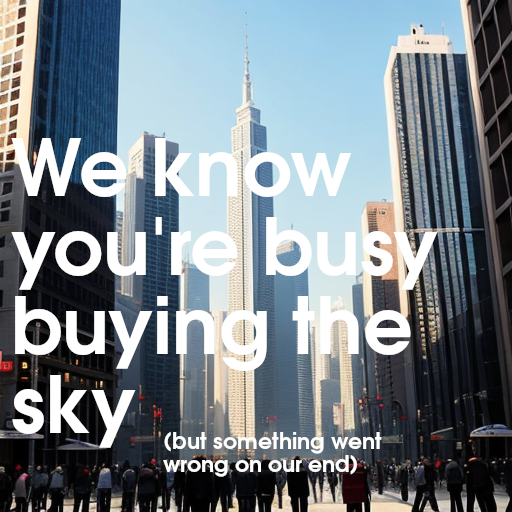 We know
you're busy
buying the
sky
(but something went
wrong on our end)